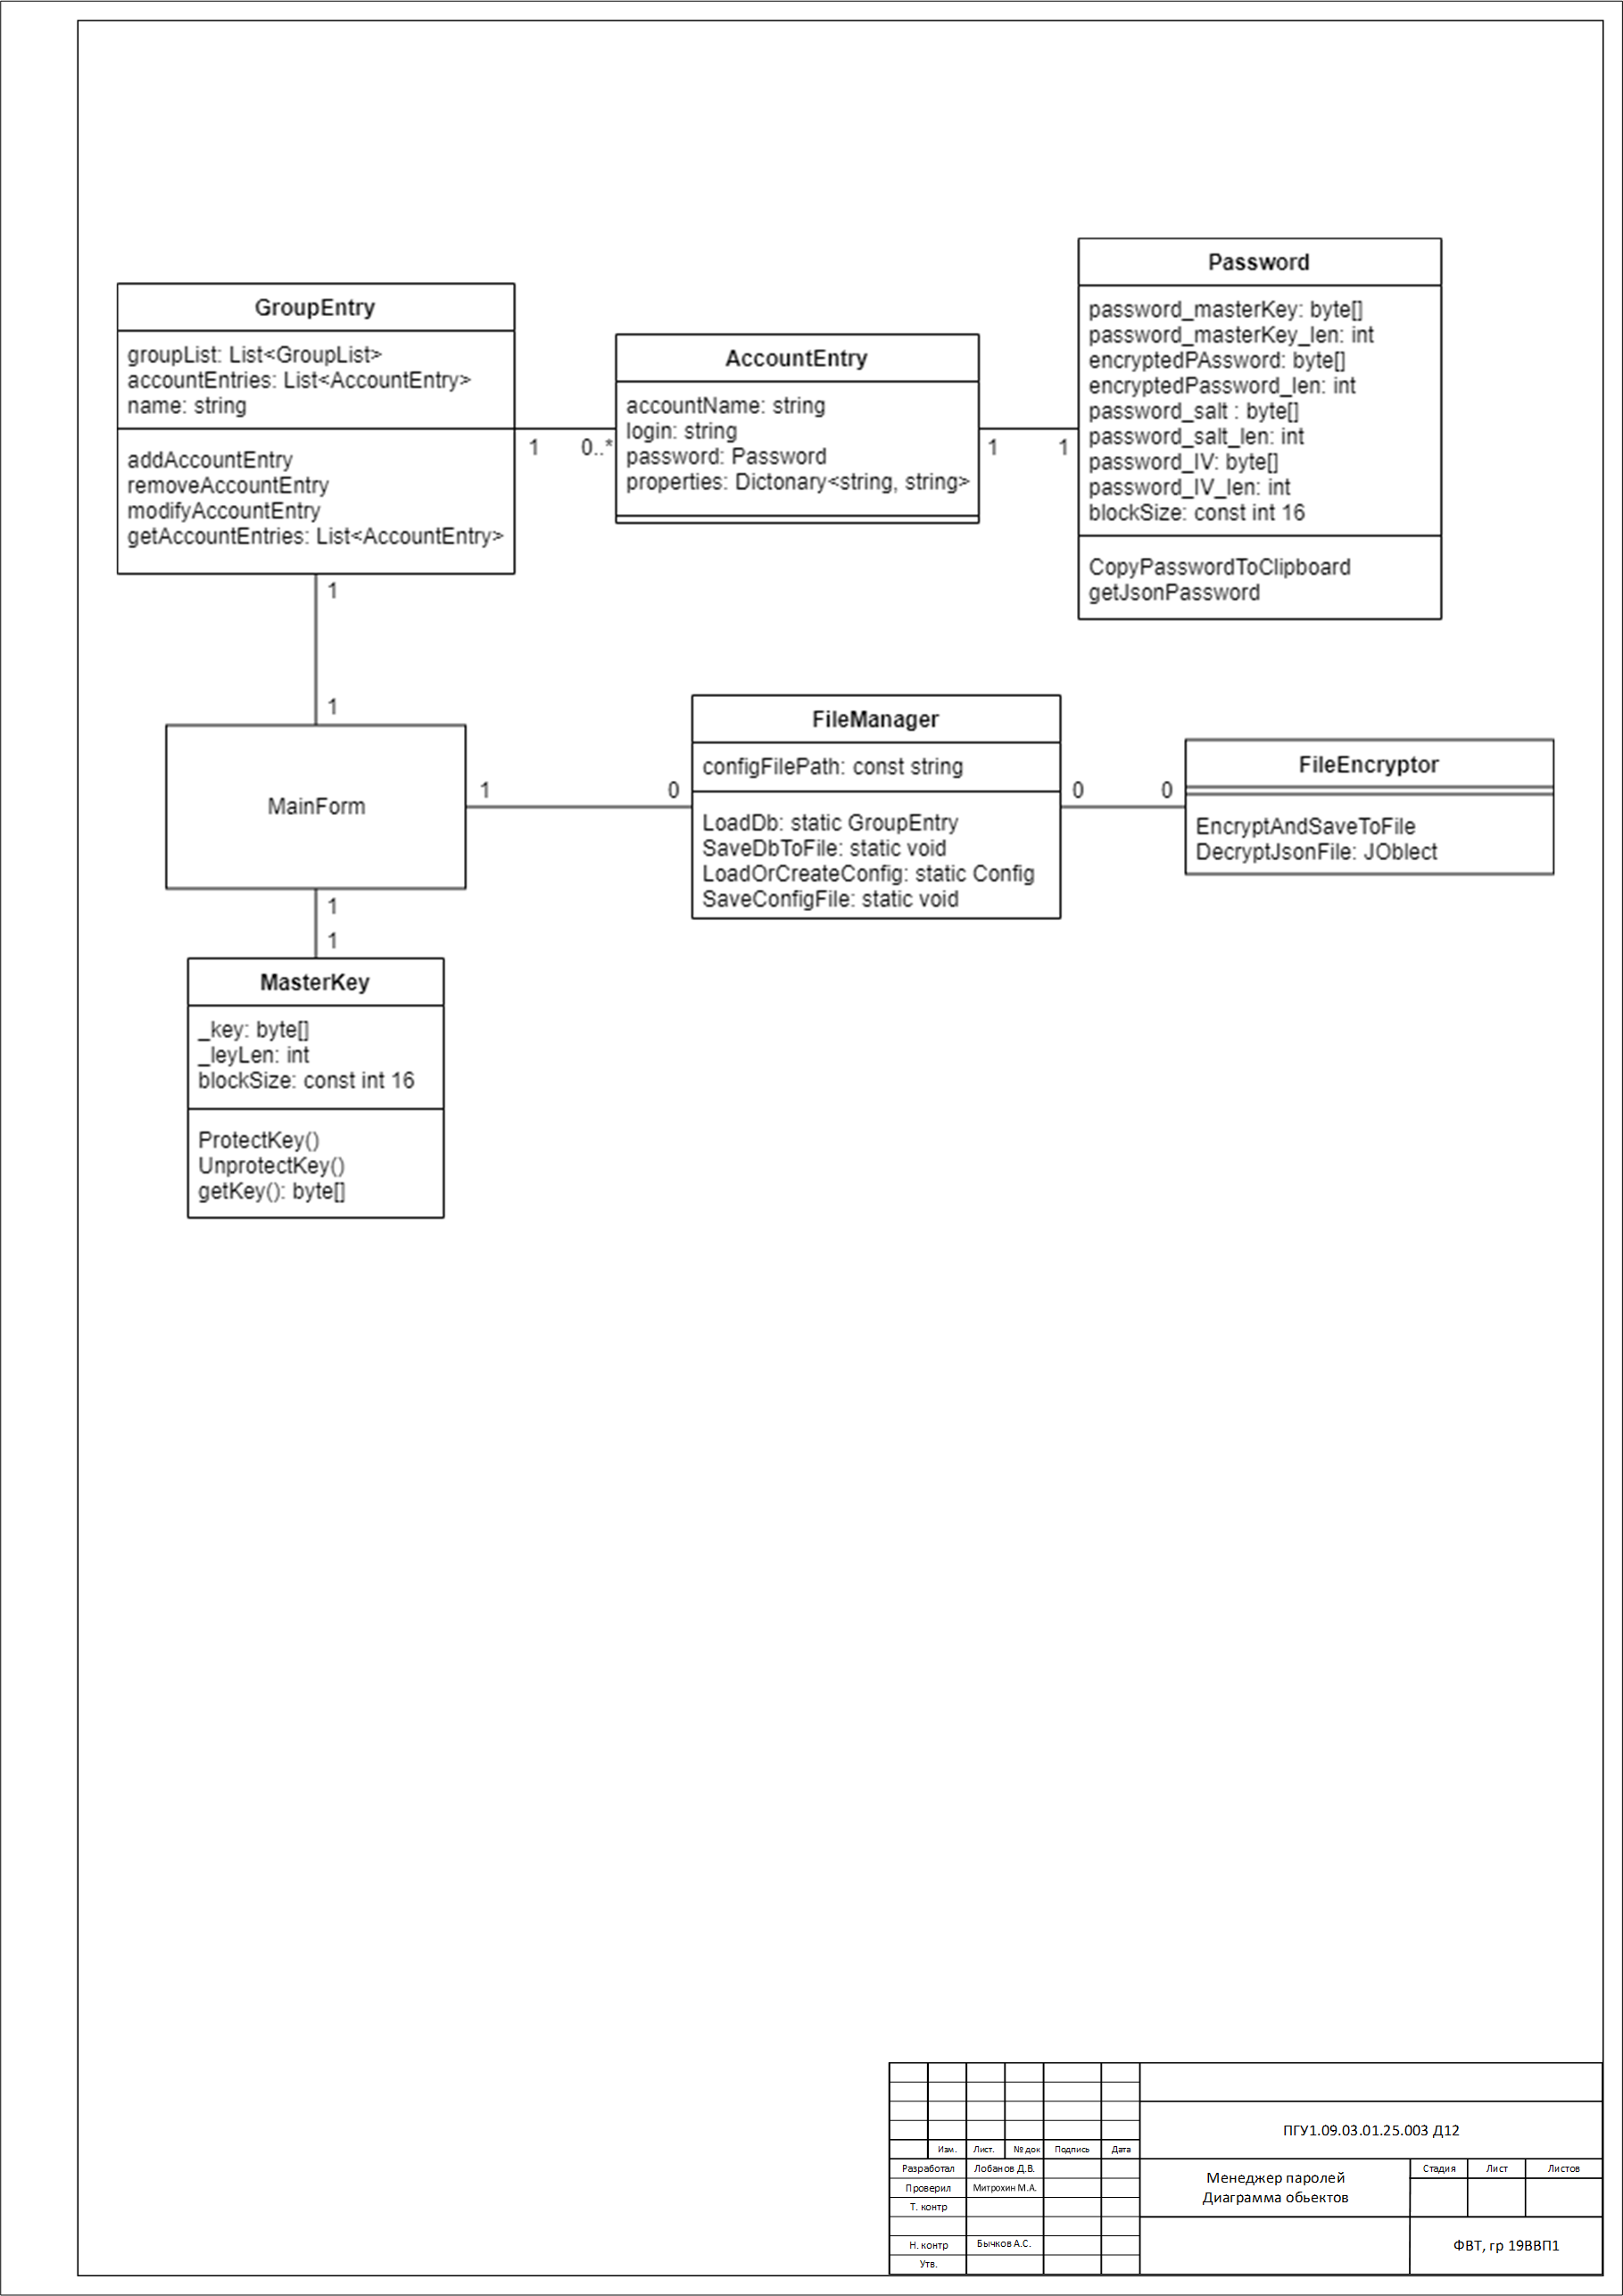 GroupEntry
groupList: List<GroupList>
accountEntries: List<AccountEntry>
name: string
addAccountEntry
removeAccountEntry
modifyAccountEntry
getAccountEntries: List<AccountEntry>
1
0..*
AccountEntry
accountName: string
login: string
password: Password
properties: Dictonary<string, string>
1
1
Password
password_masterKey: byte[]
password_masterKey_len: int
encryptedPAssword: byte[]
encryptedPassword_len: int
password_salt : byte[]
password_salt_len: int
password_IV: byte[]
password_IV_len: int
blockSize: const int 16
CopyPasswordToClipboard
getJsonPassword
1
1
MainForm
1
0
FileManager
configFilePath: const string
LoadDb: static GroupEntry
SaveDbToFile: static void
LoadOrCreateConfig: static Config
SaveConfigFile: static void
0
0
FileEncryptor
EncryptAndSaveToFile
DecryptJsonFile: JOblect
1
1
MasterKey
_key: byte[]
_leyLen: int
blockSize: const int 16
ProtectKey()
UnprotectKey()
getKey(): byte[]
ПГУ1.09.03.01.25.003 Д12
Изм.
Лист.
№ док
Подпись
Дата
Разработал
Лобанов Д.В.
Проверил
Митрохин М.А.
Т. контр
Н. контр
Бычков А.С.
Утв.
Менеджер паролей
Диаграмма обьектов
Стадия
Лист
Листов
ФВТ, гр 19ВВП1